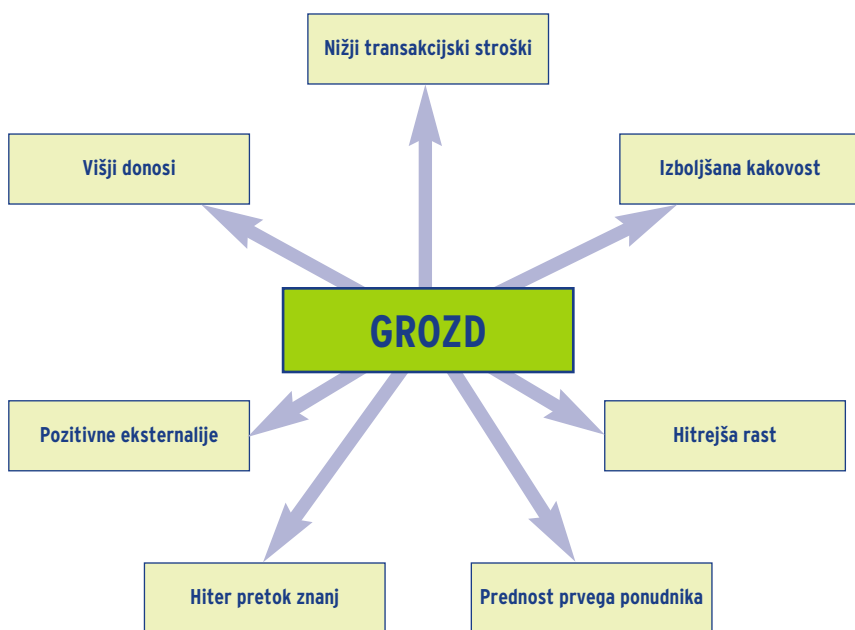 Nižji transakcijski stroški
Višji donosi
Izboljšana kakovost
GROZD
Pozitivne eksternalije
Hitrejša rast
Hiter pretok znanj
Prednost prvega ponudnika